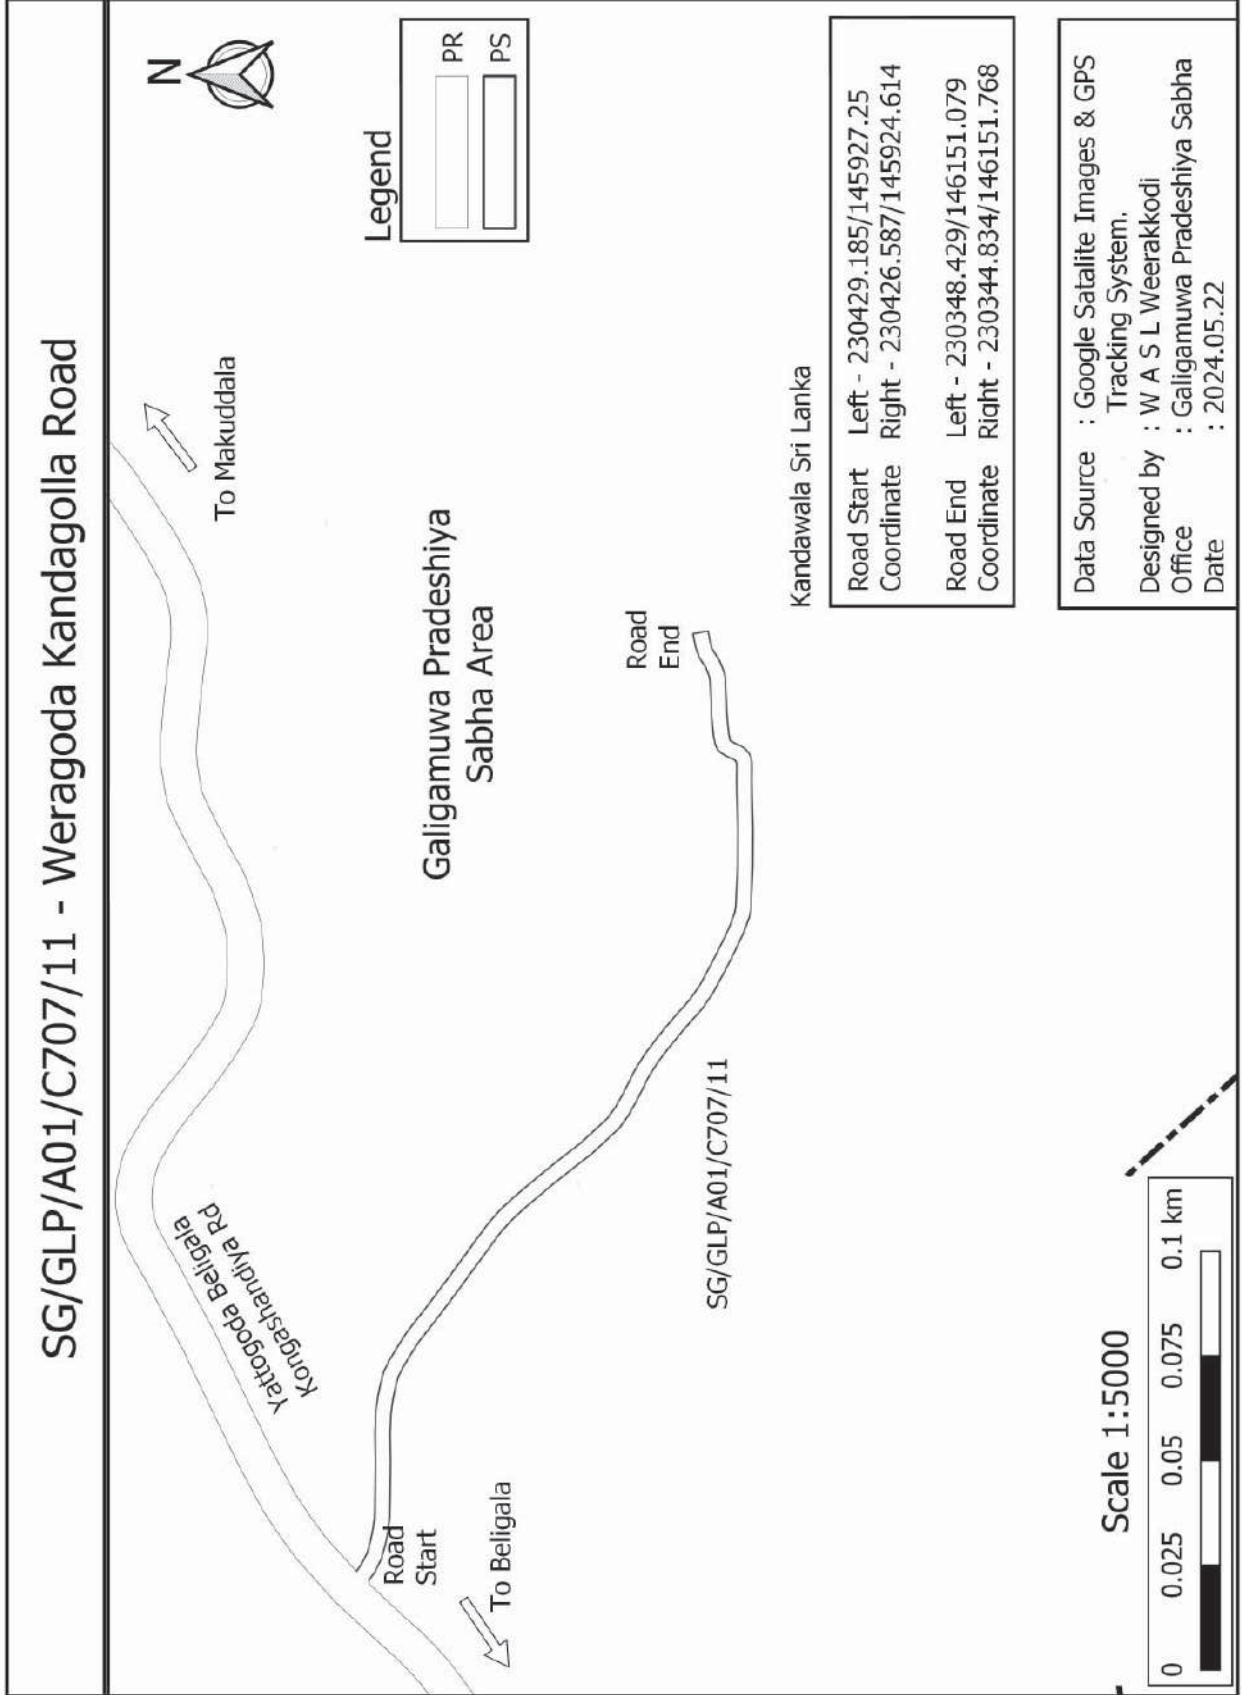 SG/GLP/A01/C707/11 - Weragoda Kandagolla Road
N
Legend
PR
PS
To Makuddala
Yattogoda Beligala
Kongashandiya Rd
Galigamuwa Pradeshiya
Sabha Area
Road
End
Road
Start
To Beligala
SG/GLP/A01/C707/11
Kandawala Sri Lanka
Road Start Left - 230429.185/145927.25
Coordinate Right - 230426.587/145924.614
Road End Left - 230348.429/146151.079
Coordinate Right - 230344.834/146151.768
Scale 1:5000
0 0.025 0.05 0.075 0.1 km
Data Source : Google Satalite Images & GPS
Tracking System.
Designed by : W A S L Weerakkodi
Office : Galigamuwa Pradeshiya Sabha
Date : 2024.05.22